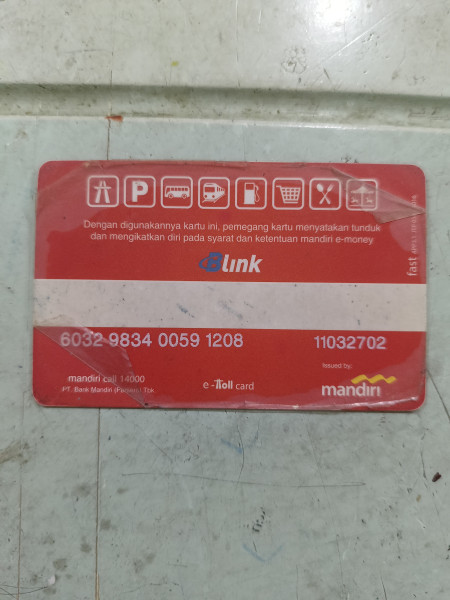 P
Dengan digunakannya kartu ini, pemegang kartu menyatakan tunduk
dan mengikatkan diri pada syarat dan ketentuan mandiri e-money
Blink
6032 9834 0059 1208 11032702
mandiri call 14000
PT. Bank Mandiri (Persero) Tbk
e-Toll card
Issued by:
mandiri
fast